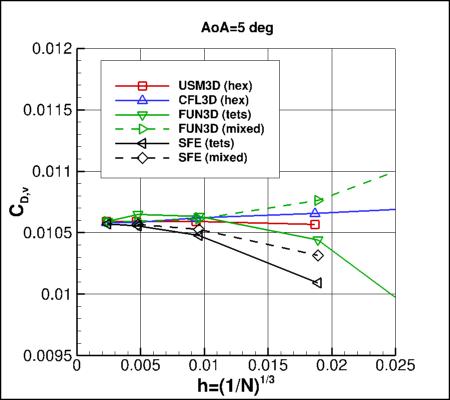 AoA=5 deg
0.012
0.0115
0.011
0.0105
0.01
0.0095
C_D,v
USM3D (hex)
CFL3D (hex)
FUN3D (tets)
FUN3D (mixed)
SFE (tets)
SFE (mixed)
0 0.005 0.01 0.015 0.02 0.025
h=(1/N)^1/3